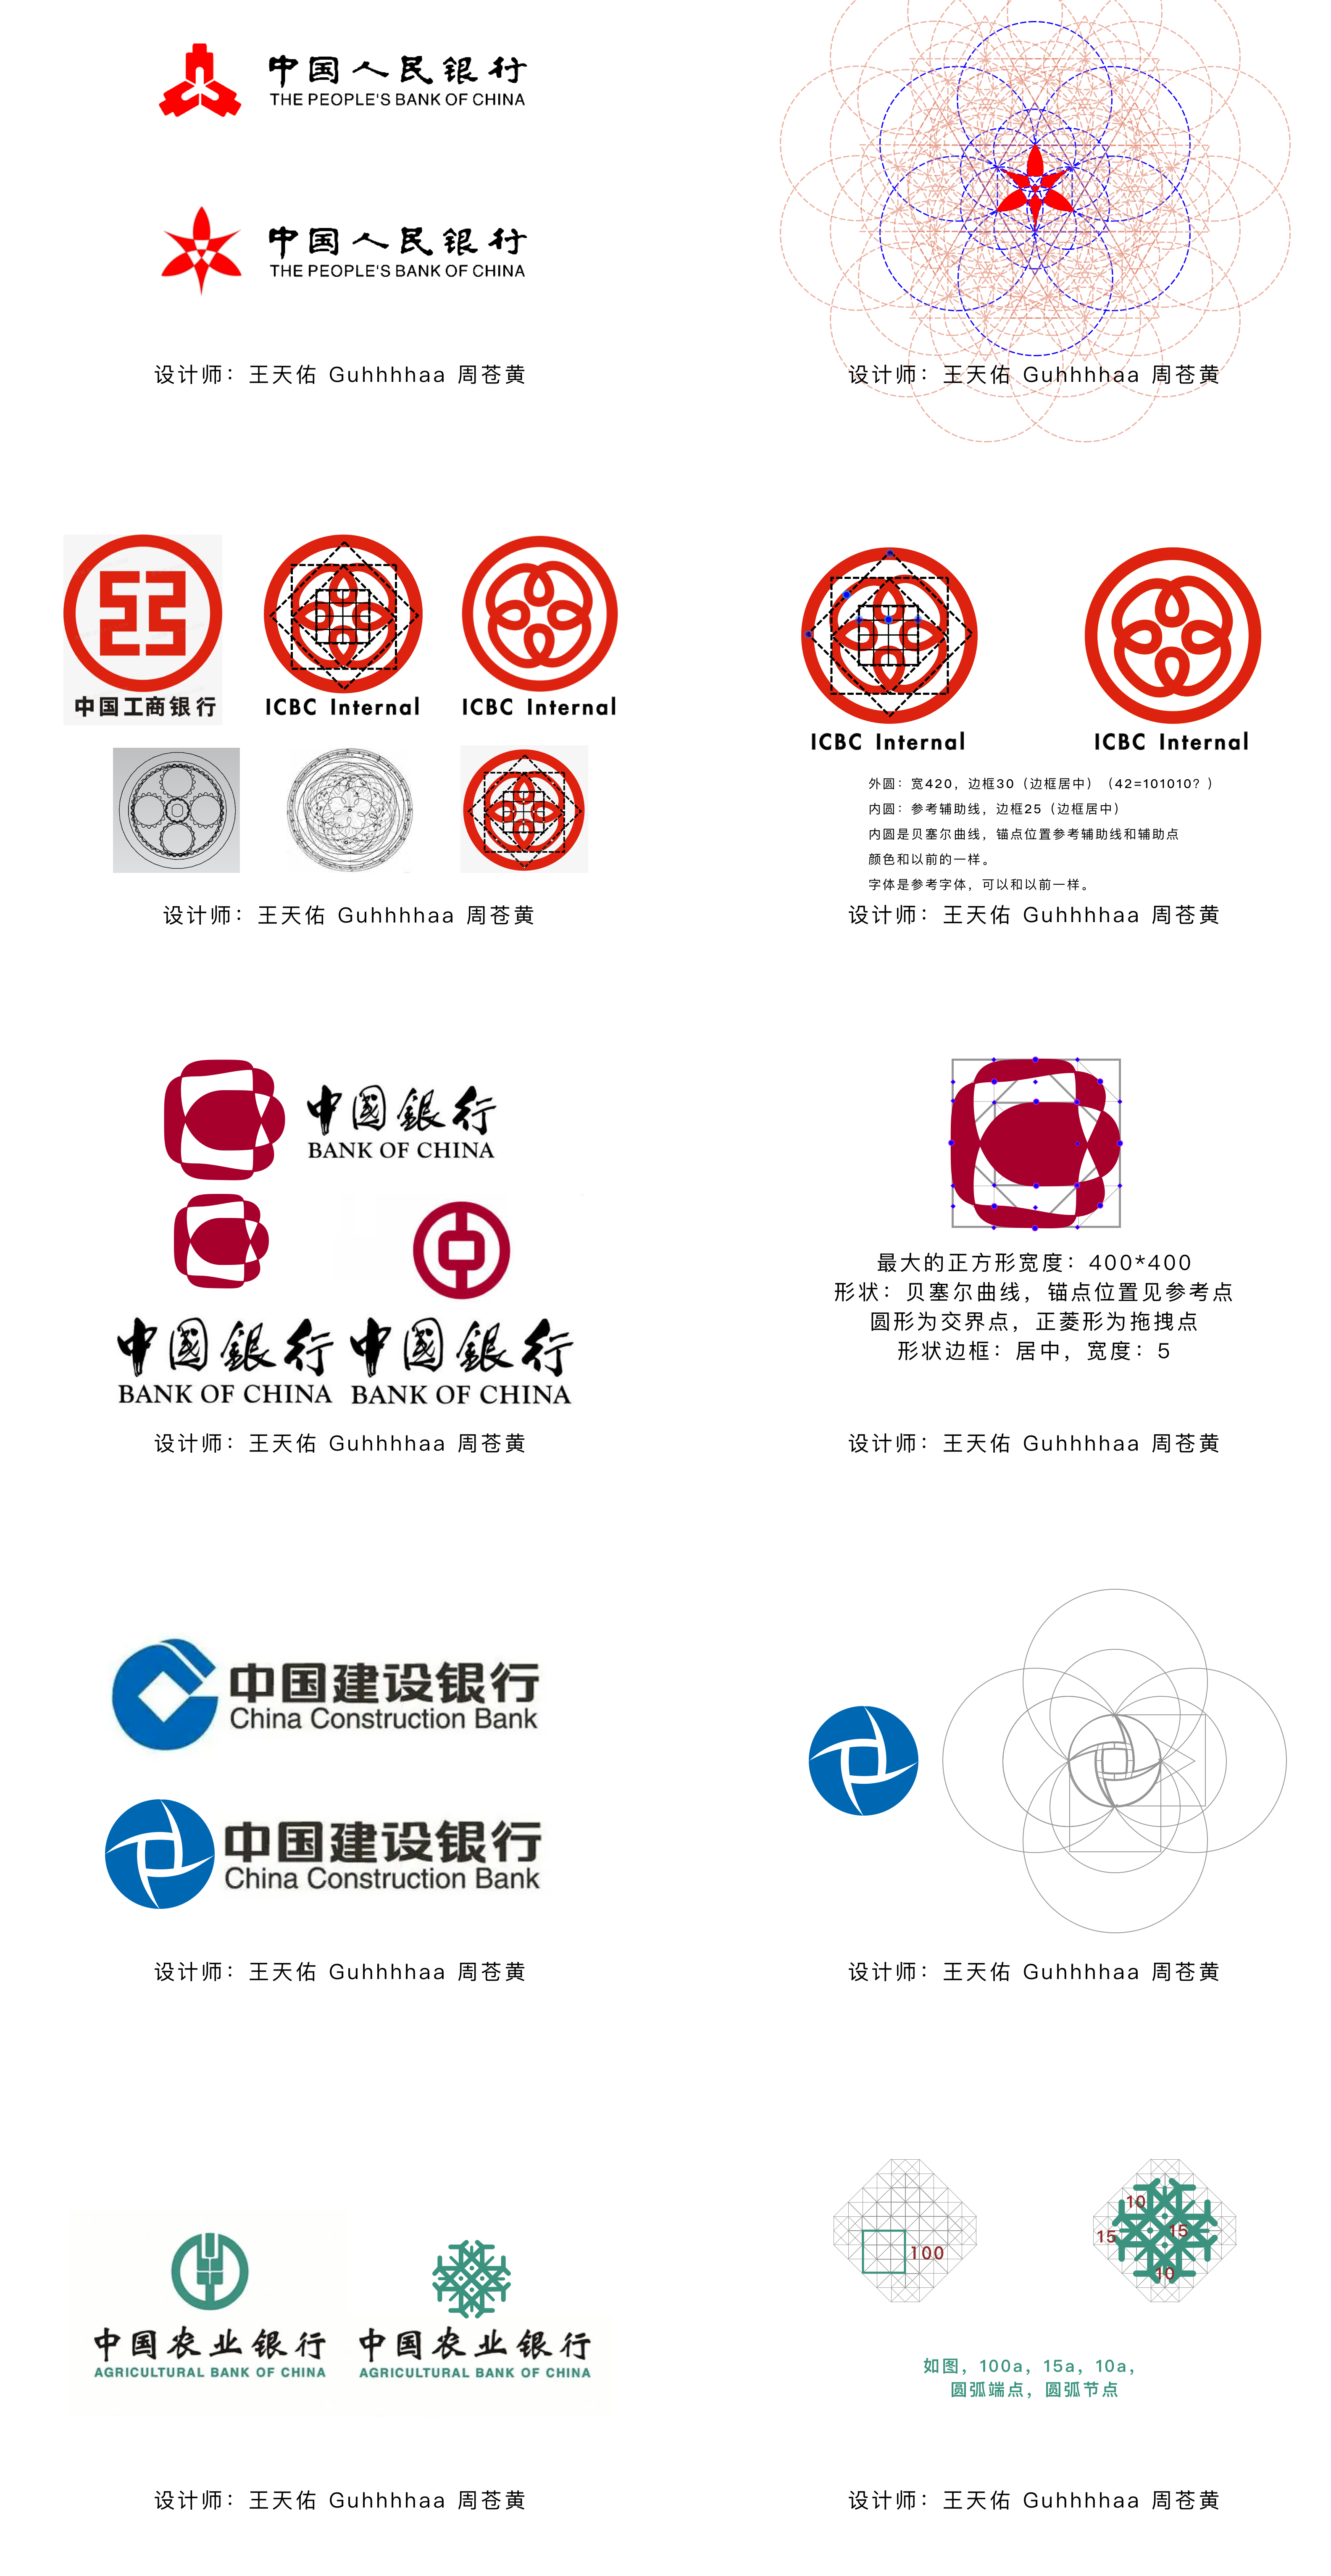 中国人民银行
THE PEOPLE'S BANK OF CHINA
中国人民银行
THE PEOPLE'S BANK OF CHINA
设计师：王天佑 Guhhhhaa 周苍黄
设计师：王天佑 Guhhhhaa 周苍黄
中国工商银行
ICBC Internal
ICBC Internal
设计师：王天佑 Guhhhhaa 周苍黄
ICBC Internal
ICBC Internal
外圆：宽420，边框30（边框居中）（42=101010？）
内圆：参考辅助线，边框25（边框居中）
内圆是贝塞尔曲线，锚点位置参考辅助线和辅助点
颜色和以前的一样。
字体是参考字体，可以和以前一样。
设计师：王天佑 Guhhhhaa 周苍黄
中國銀行
BANK OF CHINA
中國銀行
BANK OF CHINA
中國銀行
BANK OF CHINA
设计师：王天佑 Guhhhhaa 周苍黄
最大的正方形宽度：400*400
形状：贝塞尔曲线，锚点位置见参考点
圆形为交界点，正菱形为拖拽点
形状边框：居中，宽度：5
设计师：王天佑 Guhhhhaa 周苍黄
中国建设银行
China Construction Bank
中国建设银行
China Construction Bank
设计师：王天佑 Guhhhhaa 周苍黄
设计师：王天佑 Guhhhhaa 周苍黄
中国农业银行
AGRICULTURAL BANK OF CHINA
中国农业银行
AGRICULTURAL BANK OF CHINA
设计师：王天佑 Guhhhhaa 周苍黄
100
10
15
15
10
如图，100a，15a，10a，
圆弧端点，圆弧节点
设计师：王天佑 Guhhhhaa 周苍黄